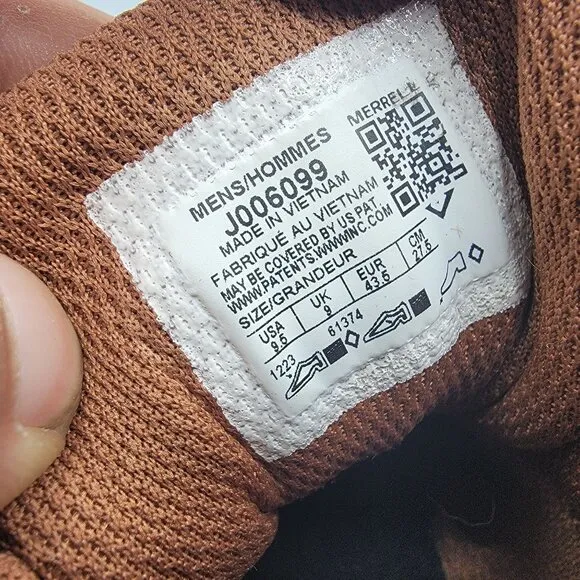 MERRELL
MENS/HOMMES
J006099
MADE IN VIETNAM
FABRIQUÉ AU VIETNAM
MAY BE COVERED BY US PAT.
WWW.PATENTS.WWWINC.COM
SIZE/GRANDEUR
USA UK EUR CM
9.5 9 43.5 27.5
1223 61374